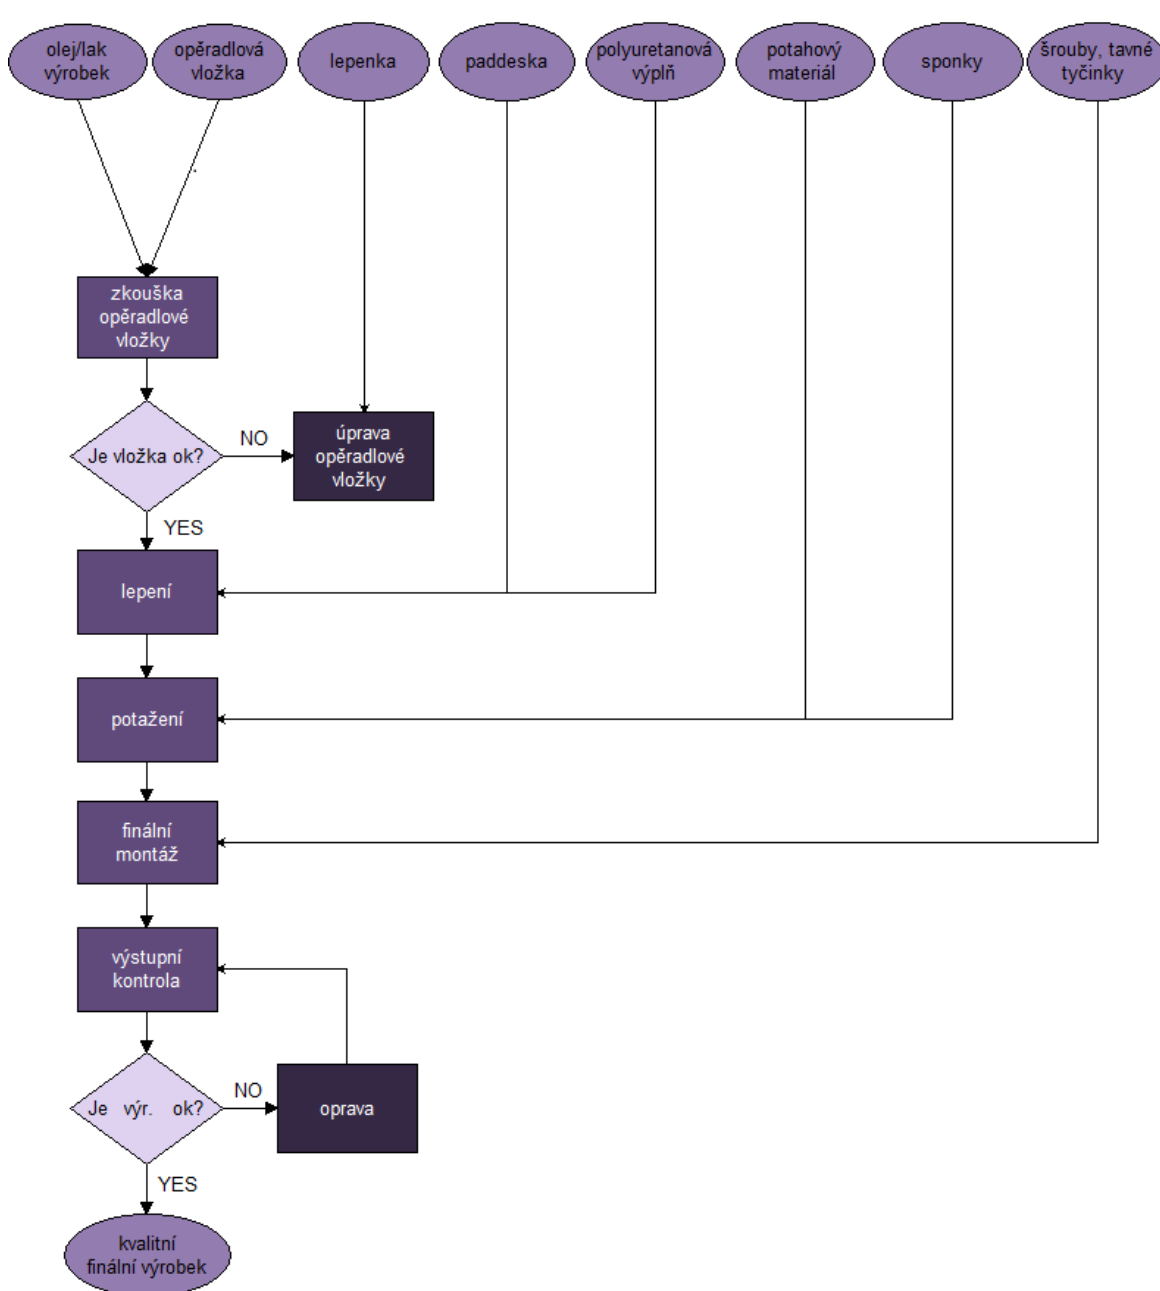 olej/lak
výrobek
opěradlová
vložka
lepenka
paddeska
polyuretanová
výplň
potahový
materiál
sponky
šrouby, tavné
tyčinky
zkouška
opěradlové
vložky
Je vložka ok?
NO
úprava
opěradlové
vložky
YES
lepení
potažení
finální
montáž
výstupní
kontrola
Je výr. ok?
NO
oprava
YES
kvalitní
finální výrobek